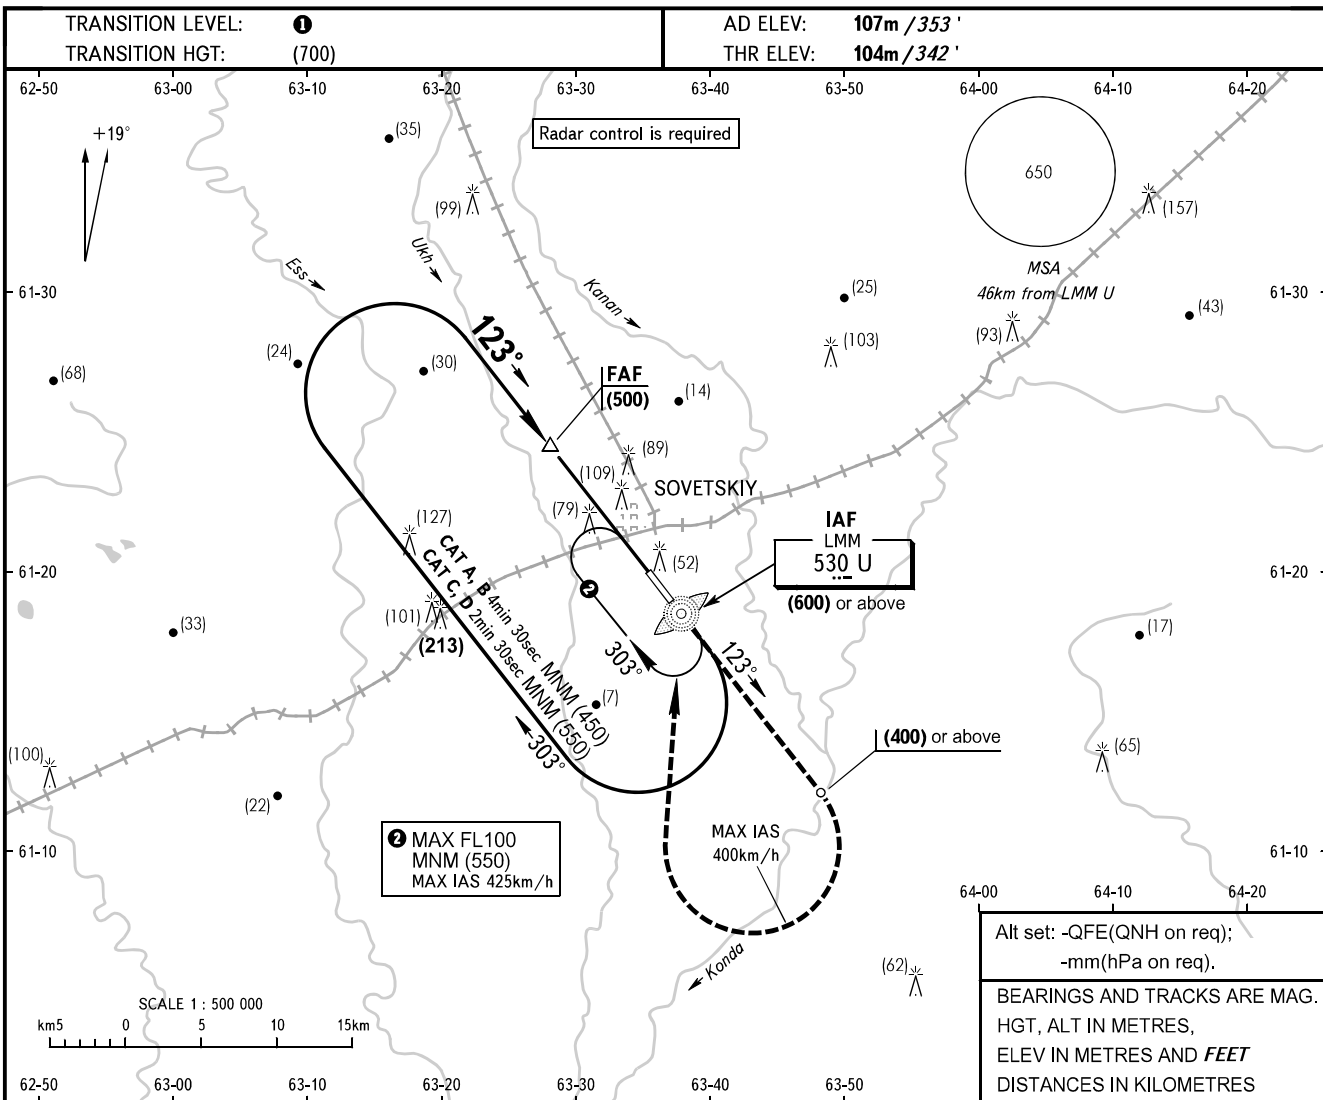 TRANSITION LEVEL: ❶
TRANSITION HGT: (700)
AD ELEV: 107m / 353 '
THR ELEV: 104m / 342 '
62-50 63-00 63-10 63-20 63-30 63-40 63-50 64-00 64-10 64-20
+19°
(35)
Radar control is required
650
(99)
(157)
Ukh
Ess
Kanan
MSA
46km from LMM U
61-30
61-30
(25)
(43)
(93)
(103)
123°
(24)
(30)
(68)
FAF
(500)
(14)
(89)
(109)
SOVETSKIY
(79)
(127)
IAF
LMM
530 U
(600) or above
(52)
61-20
61-20
❷
CAT A, B 4min 30sec MNM (450)
CAT C, D 2min 30sec MNM (550)
(101)
(213)
(33)
(17)
303°
123°
(7)
303°
(400) or above
(65)
(100)
(22)
❷ MAX FL100
MNM (550)
MAX IAS 425km/h
MAX IAS
400km/h
61-10
61-10
64-00 64-10 64-20
Konda
(62)
Alt set: -QFE(QNH on req);
-mm(hPa on req).
BEARINGS AND TRACKS ARE MAG.
HGT, ALT IN METRES,
ELEV IN METRES AND FEET
DISTANCES IN KILOMETRES
SCALE 1 : 500 000
km5 0 5 10 15km
62-50 63-00 63-10 63-20 63-30 63-40 63-50